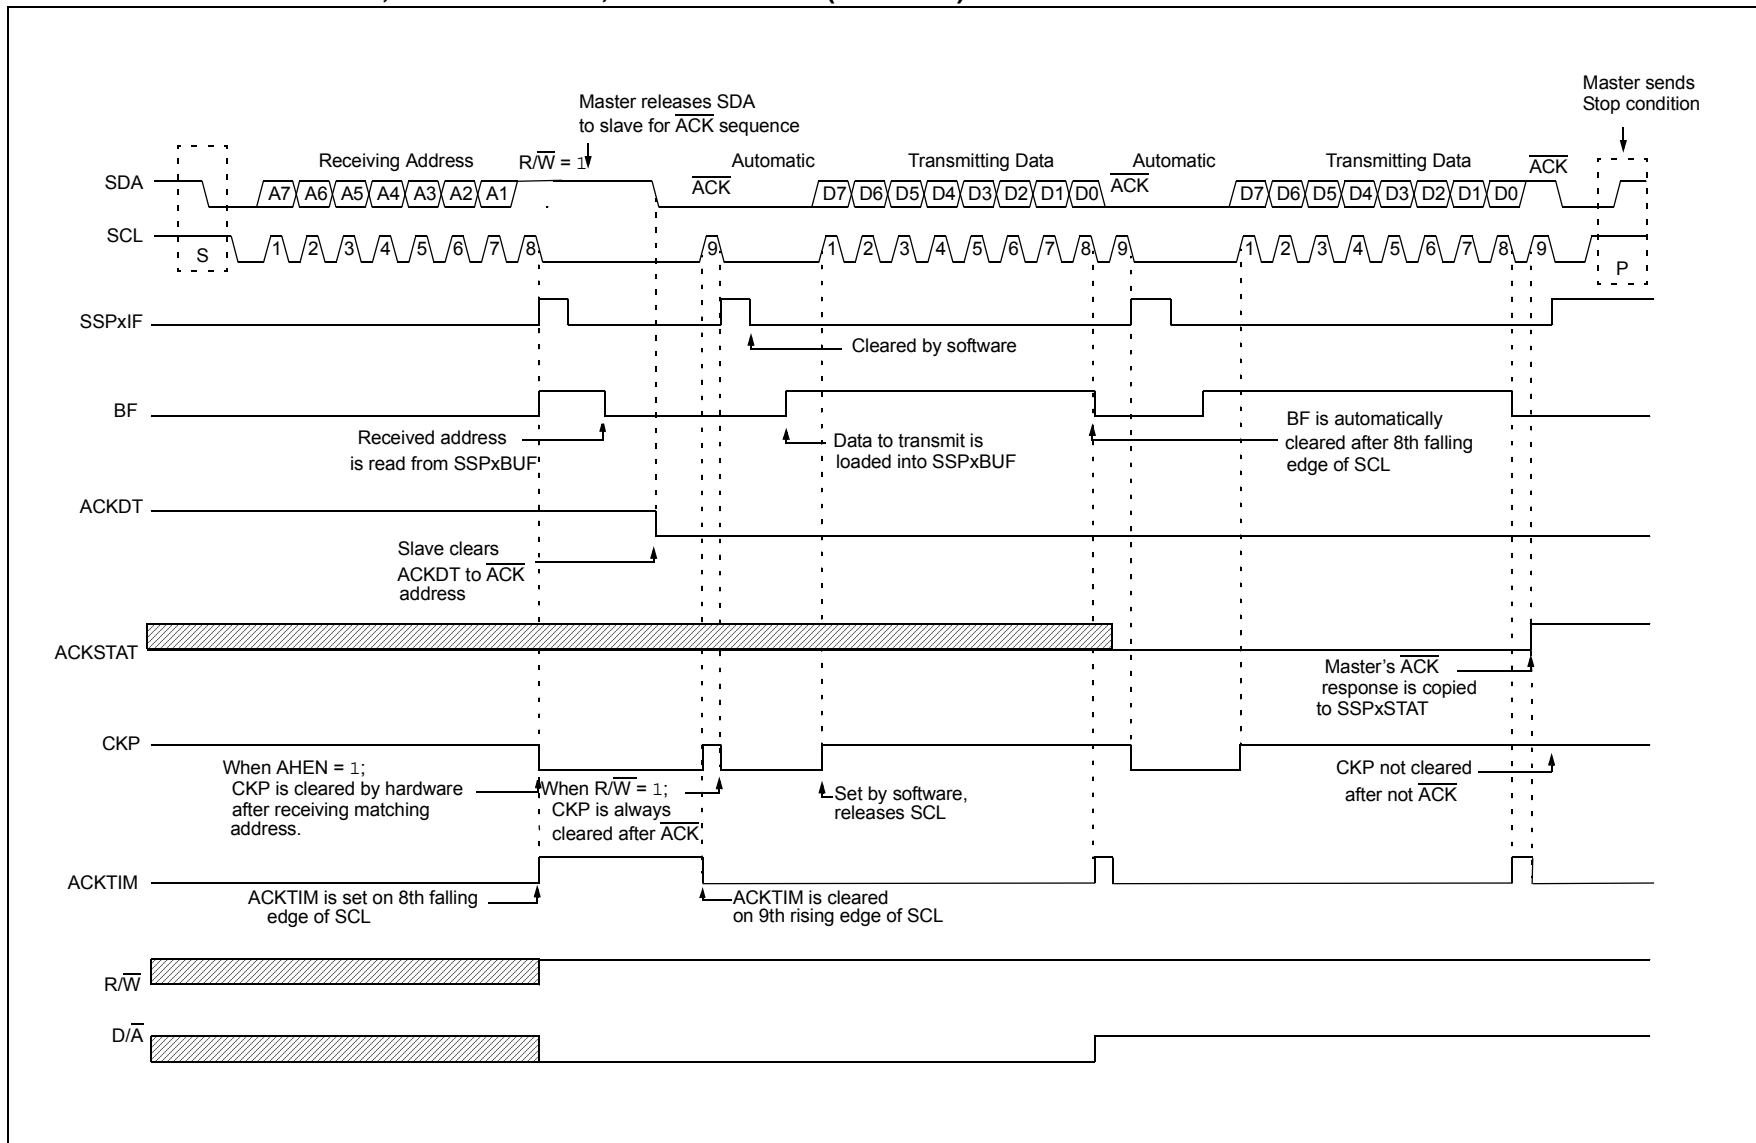 Master sends
Stop condition
Master releases SDA
to slave for ACK sequence
Receiving Address
R/W = 1
Automatic
Transmitting Data
Automatic
Transmitting Data
ACK
SDA
A7 A6 A5 A4 A3 A2 A1
ACK
D7 D6 D5 D4 D3 D2 D1 D0
ACK
D7 D6 D5 D4 D3 D2 D1 D0
SCL
S
1 2 3 4 5 6 7 8 9
1 2 3 4 5 6 7 8 9
1 2 3 4 5 6 7 8 9
P
SSPxIF
Cleared by software
BF
Received address
is read from SSPxBUF
Data to transmit is
loaded into SSPxBUF
BF is automatically
cleared after 8th falling
edge of SCL
ACKDT
Slave clears
ACKDT to ACK
address
ACKSTAT
Master's ACK
response is copied
to SSPxSTAT
CKP
When AHEN = 1;
CKP is cleared by hardware
after receiving matching
address.
When R/W = 1;
CKP is always
cleared after ACK
Set by software,
releases SCL
CKP not cleared
after not ACK
ACKTIM
ACKTIM is set on 8th falling
edge of SCL
ACKTIM is cleared
on 9th rising edge of SCL
R/W
D/A